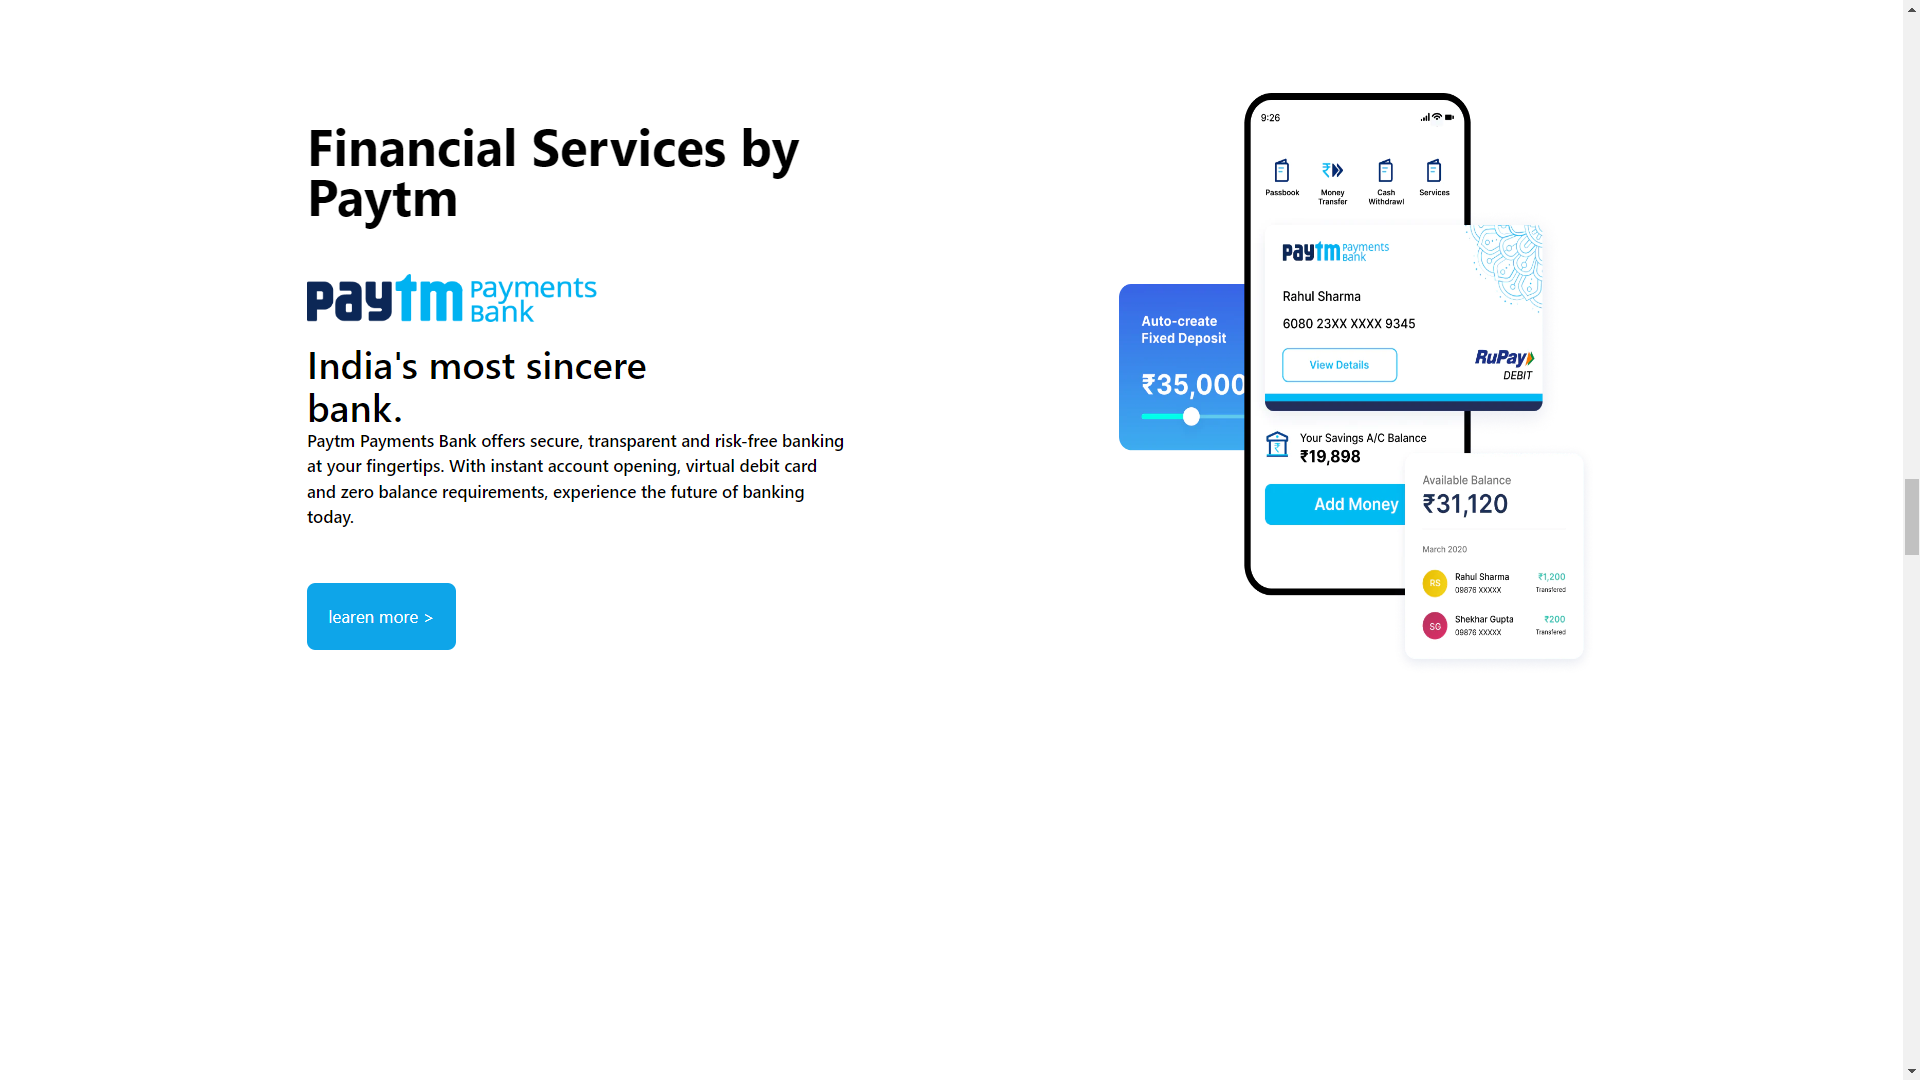 Financial Services by
Paytm
paytm Payments
Bank
India's most sincere
bank.
Paytm Payments Bank offers secure, transparent and risk-free banking
at your fingertips. With instant account opening, virtual debit card
and zero balance requirements, experience the future of banking
today.
learen more >
9:26
Passbook
Money
Transfer
Cash
Withdrawl
Services
paytm Payments
Bank
Rahul Sharma
6080 23XX XXXX 9345
View Details
RuPay
DEBIT
Auto-create
Fixed Deposit
₹35,000
Your Savings A/C Balance
₹19,898
Add Money
Available Balance
₹31,120
March 2020
RS
Rahul Sharma
09876 XXXXX
₹1,200
Transfered
SG
Shekhar Gupta
09876 XXXXX
₹200
Transfered